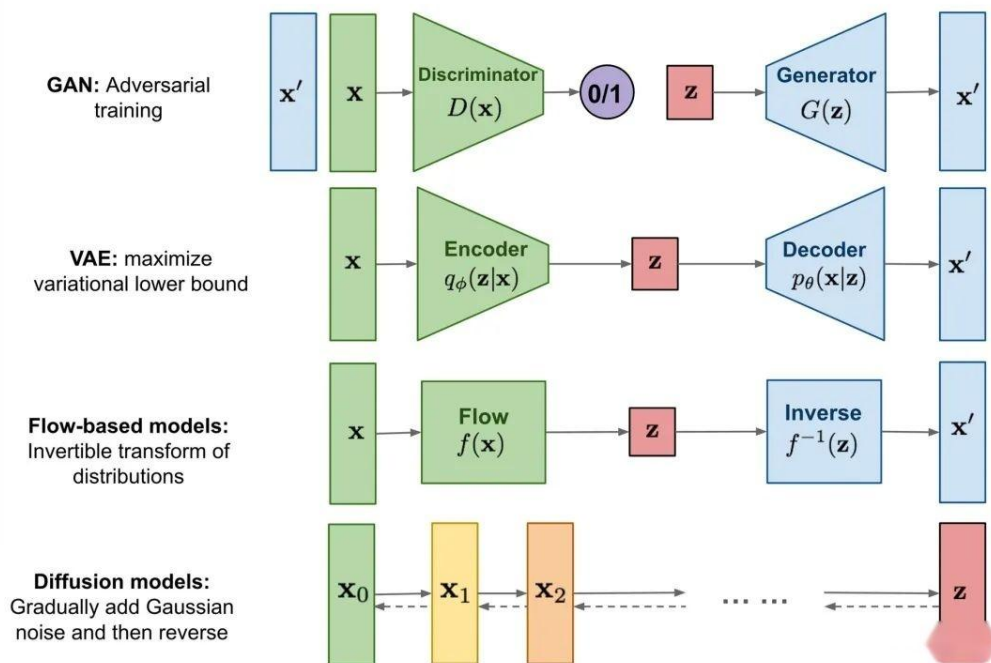 GAN: Adversarial
training
x′
x
Discriminator
D(x)
0/1
z
Generator
G(z)
x′
VAE: maximize
variational lower bound
x
Encoder
qϕ(z|x)
z
Decoder
pθ(x|z)
x′
Flow-based models:
Invertible transform of
distributions
x
Flow
f(x)
z
Inverse
f⁻¹(z)
x′
Diffusion models:
Gradually add Gaussian
noise and then reverse
x₀
x₁
x₂
... ...
z